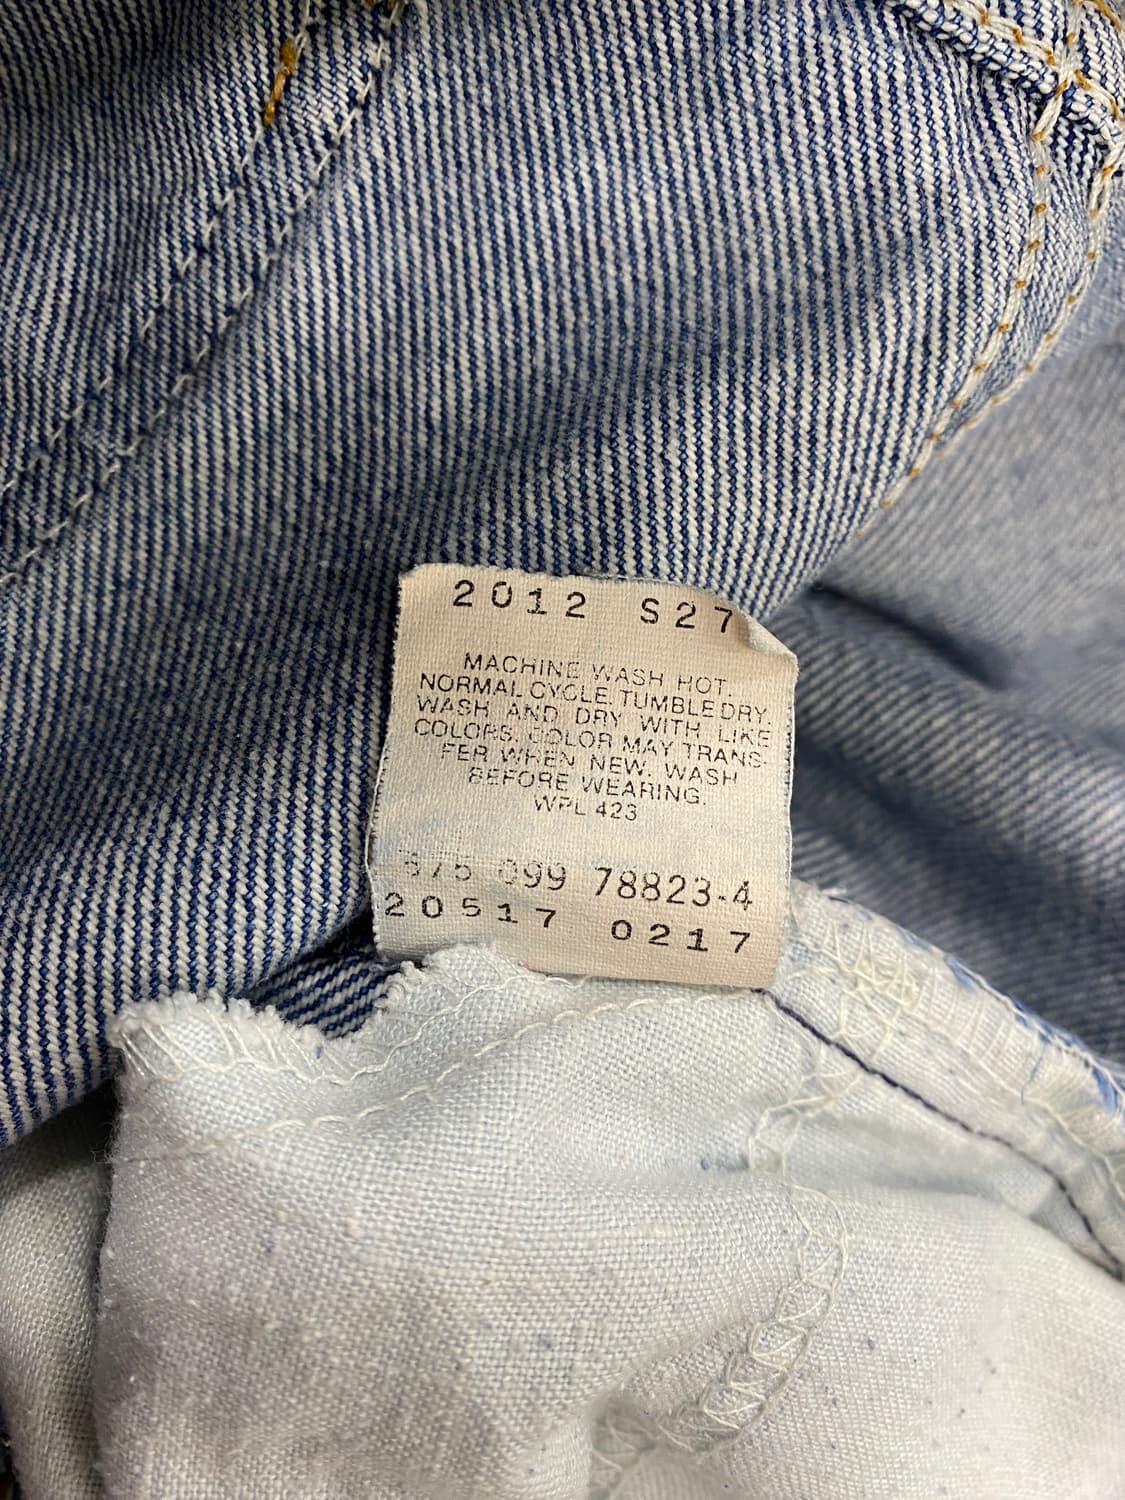 2012 S27
MACHINE WASH HOT.
NORMAL CYCLE. TUMBLE DRY.
WASH AND DRY WITH LIKE
COLORS. COLOR MAY TRANS-
FER WHEN NEW. WASH
BEFORE WEARING.
WPL 423
099 78823-4
20517 0217